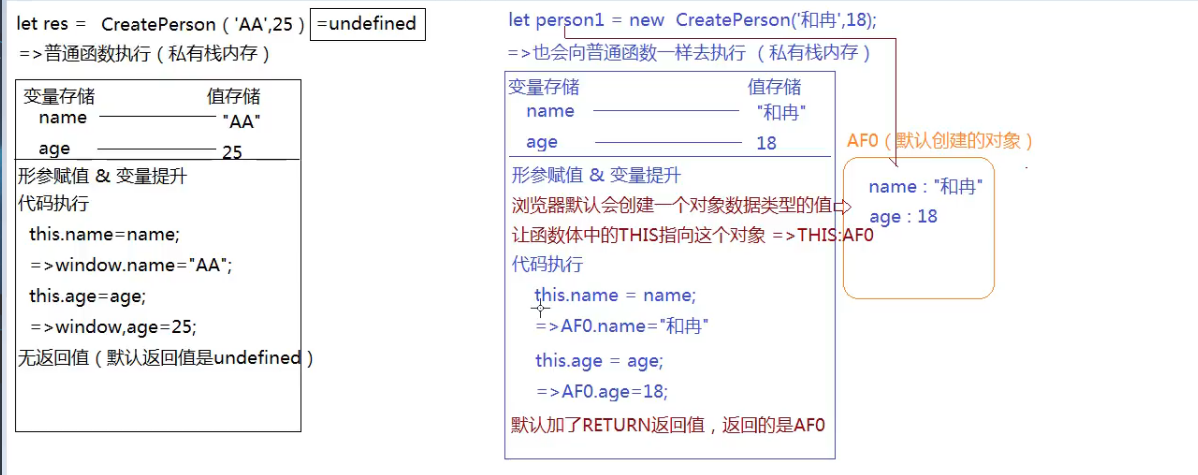 let res = CreatePerson('AA',25) =undefined
=>普通函数执行（私有栈内存）
变量存储 值存储
name "AA"
age 25
形参赋值 & 变量提升
代码执行
this.name=name;
=>window.name="AA";
this.age=age;
=>window,age=25;
无返回值（默认返回值是undefined）
let person1 = new CreatePerson('和冉',18);
=>也会向普通函数一样去执行 （私有栈内存）
变量存储 值存储
name "和冉"
age 18
形参赋值 & 变量提升
浏览器默认会创建一个对象数据类型的值
让函数体中的THIS指向这个对象 =>THIS:AF0
代码执行
this.name = name;
=>AF0.name="和冉"
this.age = age;
=>AF0.age=18;
默认加了RETURN返回值，返回的是AF0
AF0（默认创建的对象）
name : "和冉"
age : 18